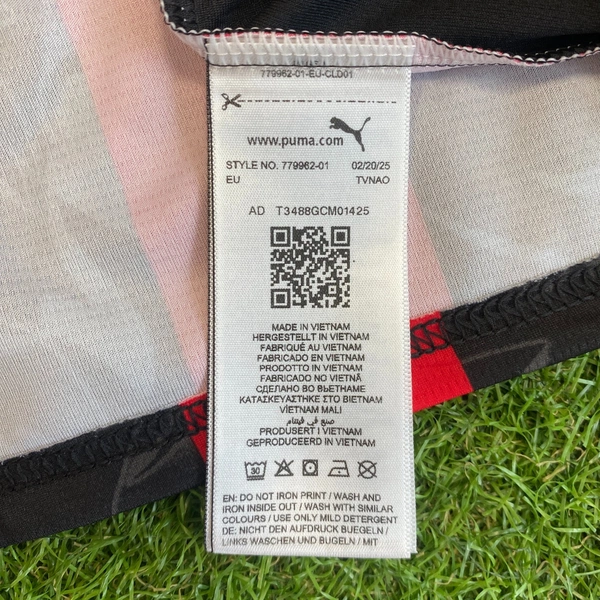 779962-01-EU-CLD01
www.puma.com
STYLE NO. 779962-01 02/20/25
EU TVNAO
AD T3488GCM01425
MADE IN VIETNAM
HERGESTELLT IN VIETNAM
FABRIQUÉ AU VIETNAM
FABRICADO EN VIETNAM
PRODOTTO IN VIETNAM
FABRICADO NO VIETNÃ
СДЕЛАНО ВО ВЬЕТНАМЕ
ΚΑΤΑΣΚΕΥΑΣΤΗΚΕ ΣΤΟ ΒΙΕΤΝΑΜ
VİETNAM MALI
صنع في فيتنام
PRODUSERT I VIETNAM
GEPRODUCEERD IN VIETNAM
30
EN: DO NOT IRON PRINT / WASH AND
IRON INSIDE OUT / WASH WITH SIMILAR
COLOURS / USE ONLY MILD DETERGENT
DE: NICHT DEN AUFDRUCK BUEGELN /
LINKS WASCHEN UND BUGELN / MIT